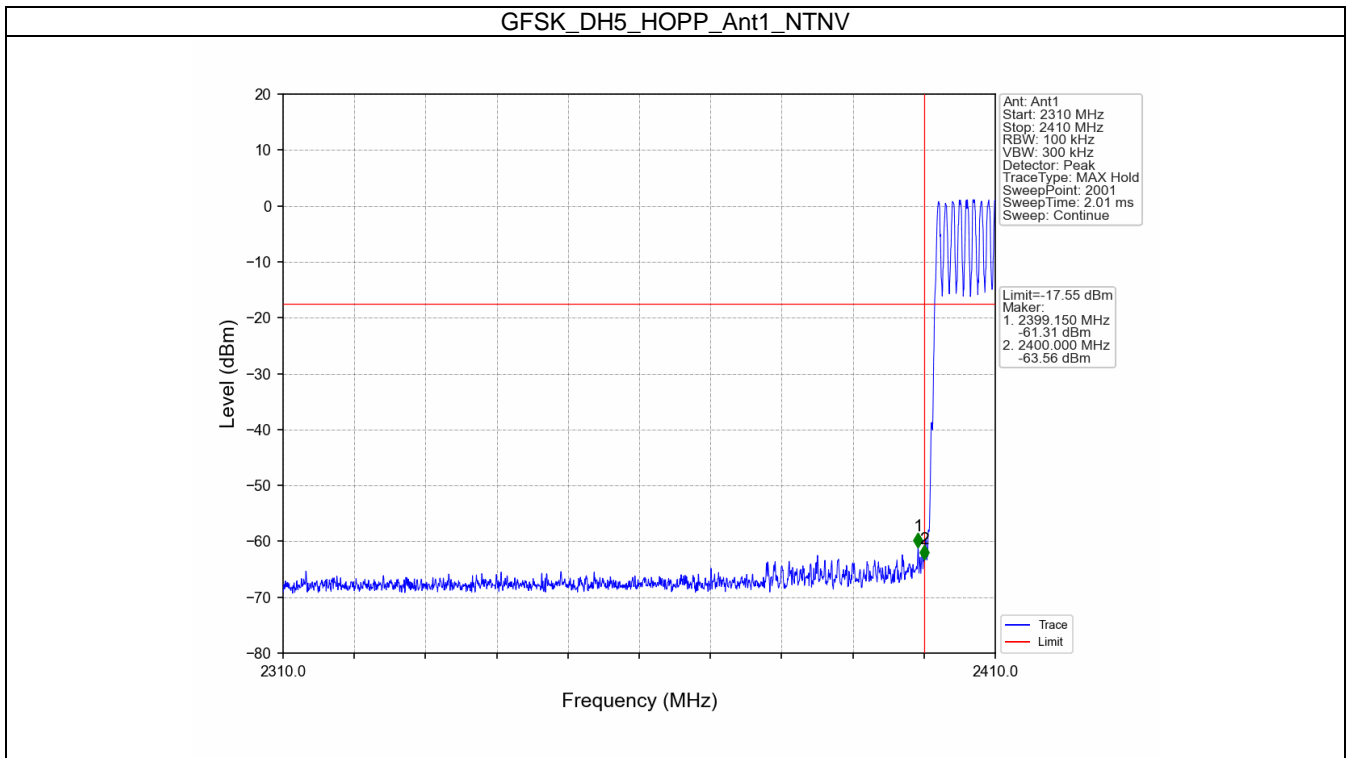 GFSK_DH5_HOPP_Ant1_NTNV
20
10
0
−10
−20
−30
−40
−50
−60
−70
−80
Level (dBm)
2310.0
2410.0
Frequency (MHz)
1
2
Ant: Ant1
Start: 2310 MHz
Stop: 2410 MHz
RBW: 100 kHz
VBW: 300 kHz
Detector: Peak
TraceType: MAX Hold
SweepPoint: 2001
SweepTime: 2.01 ms
Sweep: Continue
Limit=-17.55 dBm
Maker:
1. 2399.150 MHz
-61.31 dBm
2. 2400.000 MHz
-63.56 dBm
Trace
Limit